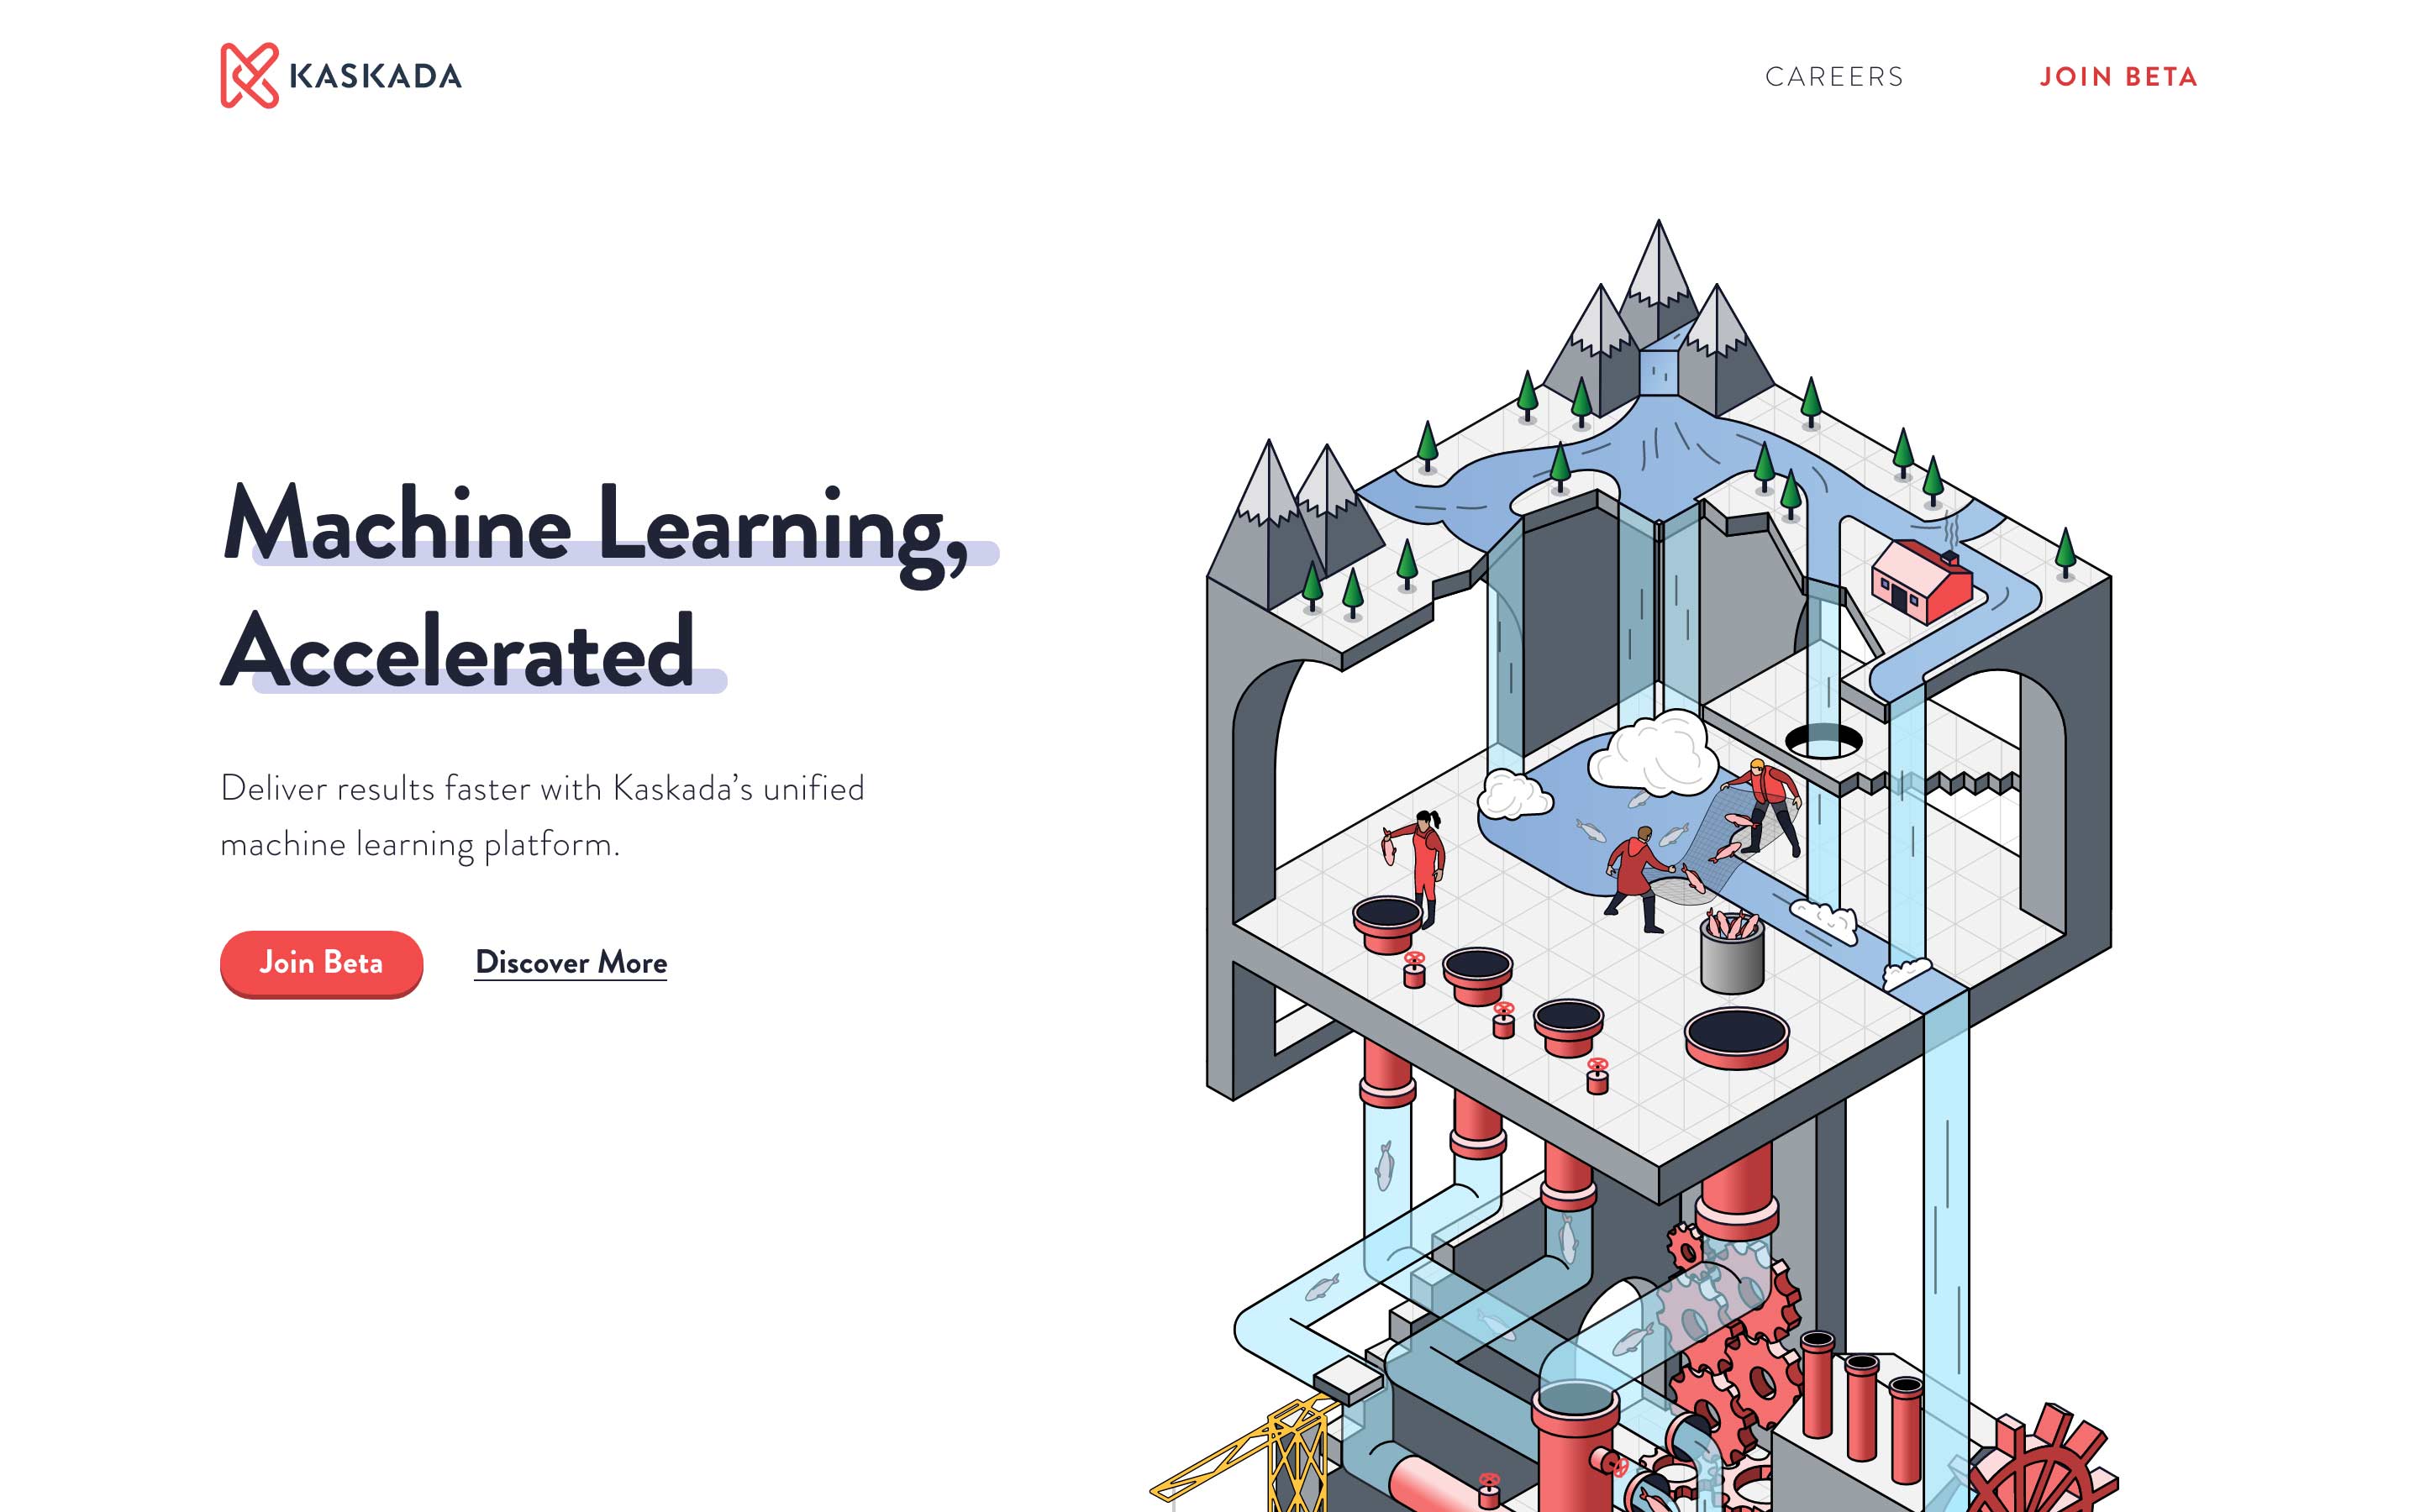 KASKADA
CAREERS
JOIN BETA
Machine Learning,
Accelerated
Deliver results faster with Kaskada’s unified
machine learning platform.
Join Beta
Discover More